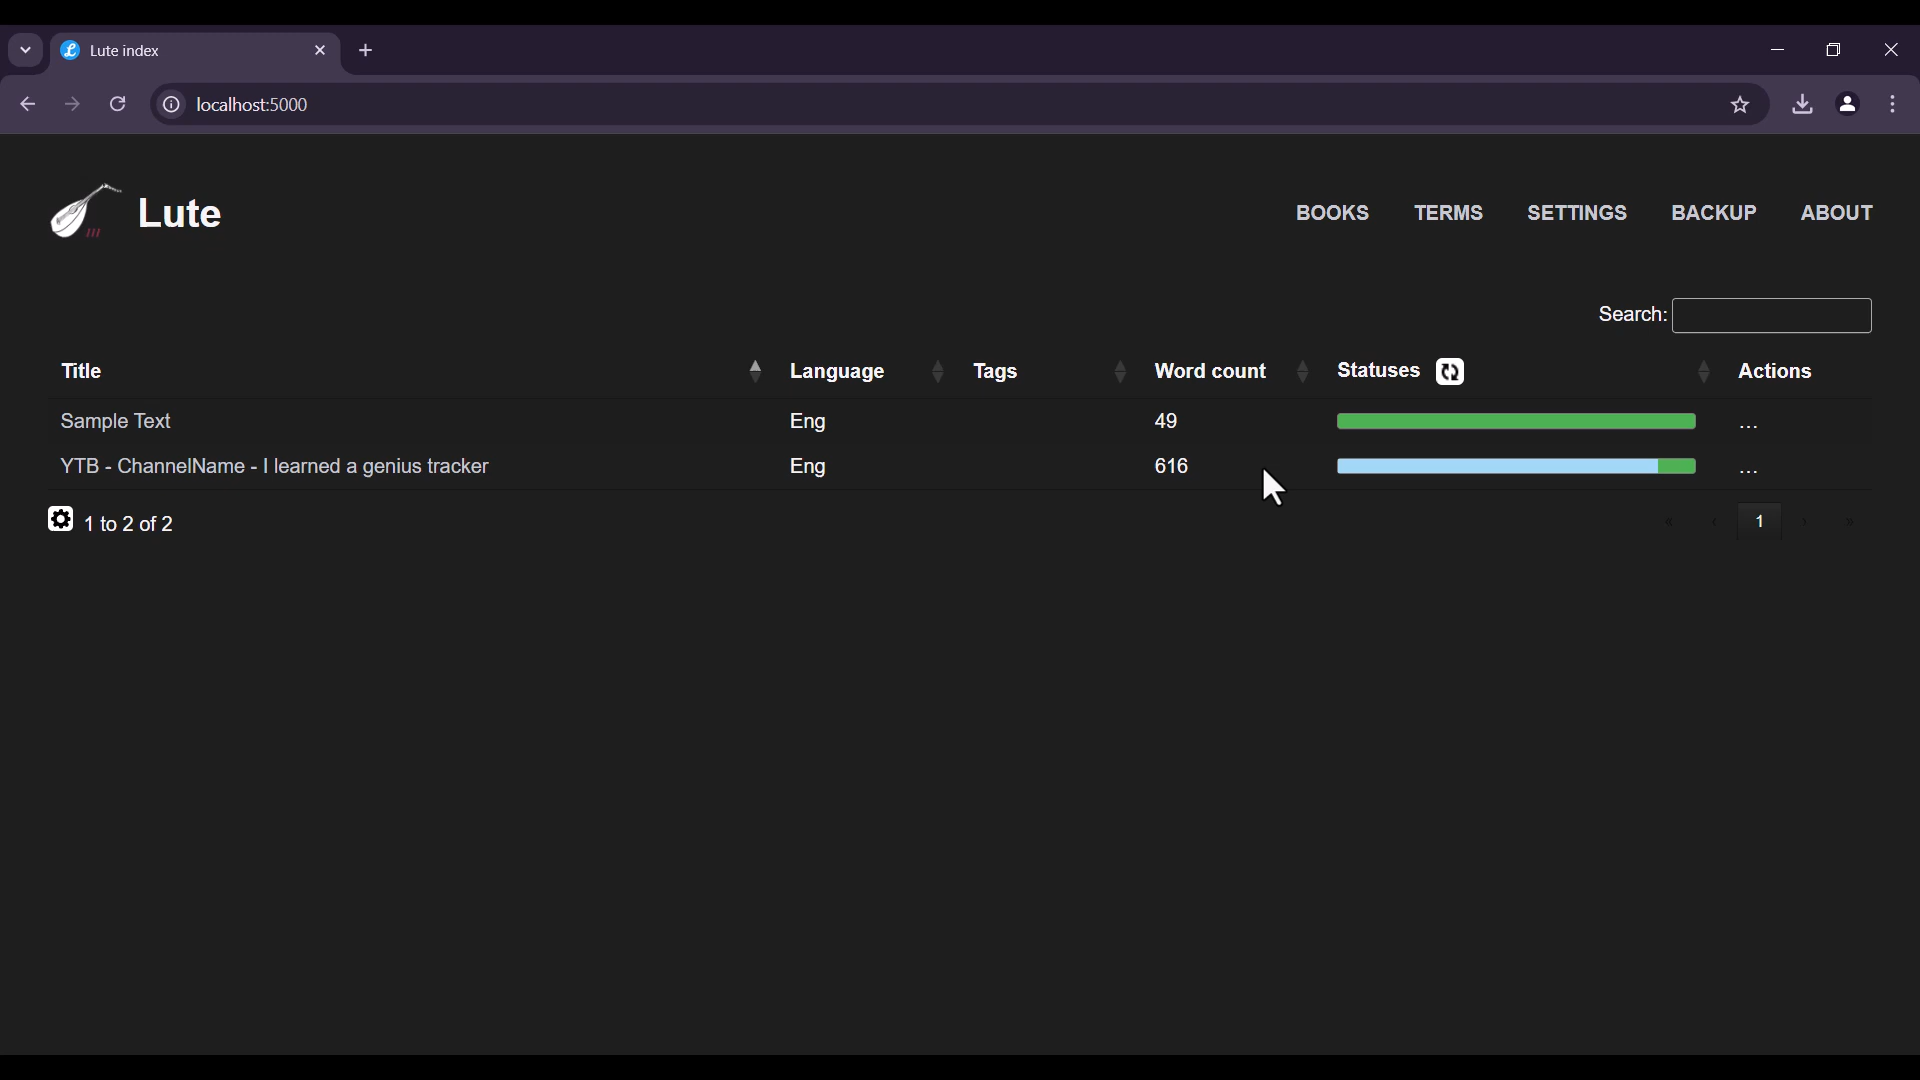 Lute index
localhost:5000
Lute
BOOKS TERMS SETTINGS BACKUP ABOUT
Search:
Title Language Tags Word count Statuses Actions
Sample Text Eng 49 ...
YTB - ChannelName - I learned a genius tracker Eng 616 ...
1 to 2 of 2 « ‹ 1 › »